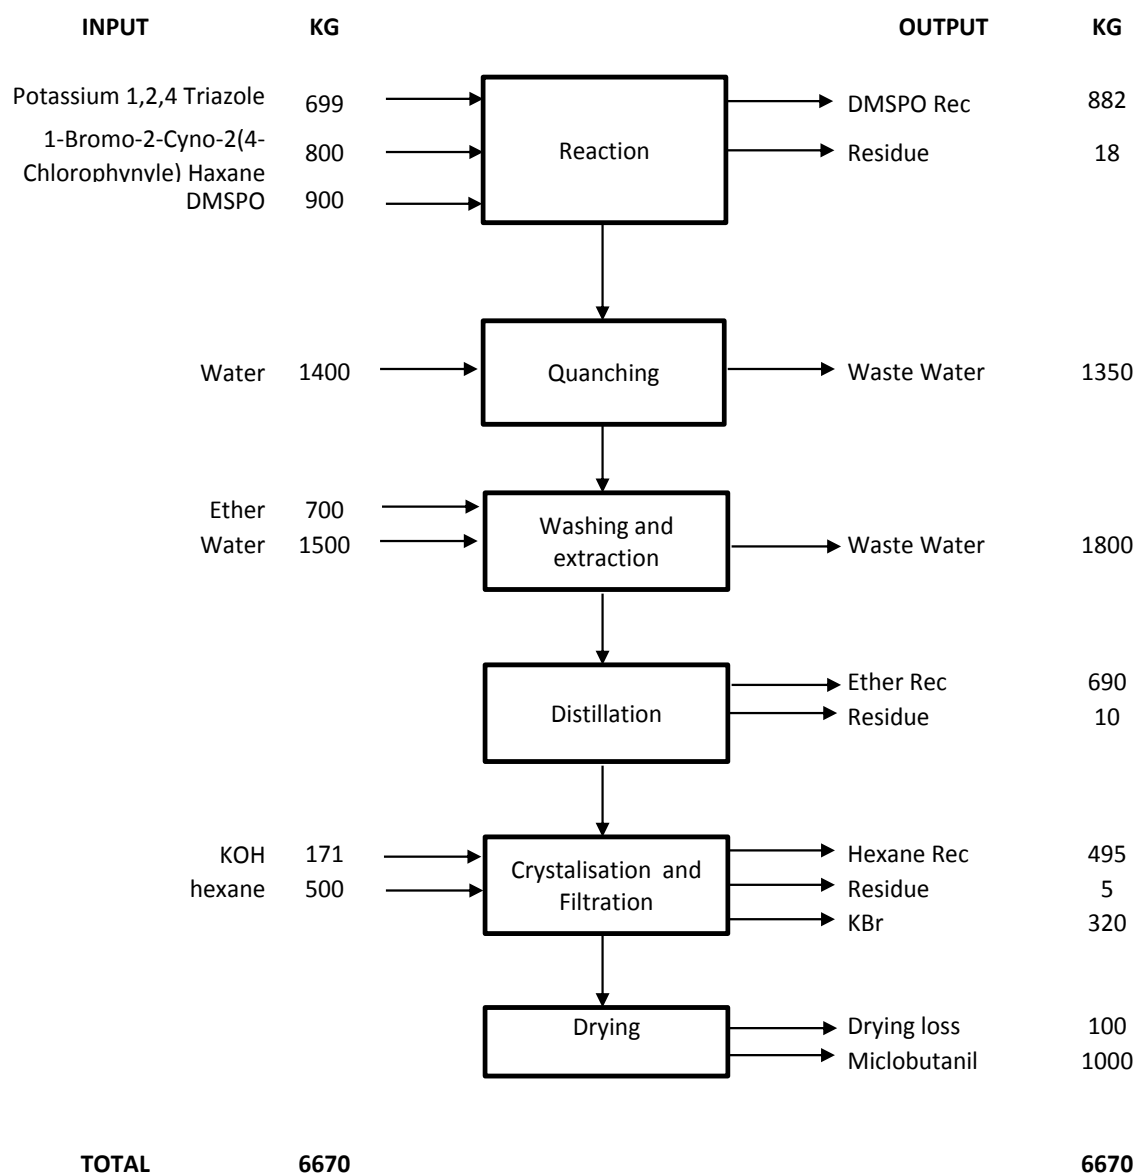 INPUT KG OUTPUT KG
Potassium 1,2,4 Triazole 699 Reaction DMSPO Rec 882
1-Bromo-2-Cyno-2(4-
Chlorophynyle) Haxane 800 Residue 18
DMSPO 900
Water 1400 Quanching Waste Water 1350
Ether 700 Washing and
Water 1500 extraction Waste Water 1800
Distillation Ether Rec 690
Residue 10
KOH 171 Crystalisation and Hexane Rec 495
hexane 500 Filtration Residue 5
KBr 320
Drying Drying loss 100
Miclobutanil 1000
TOTAL 6670 6670